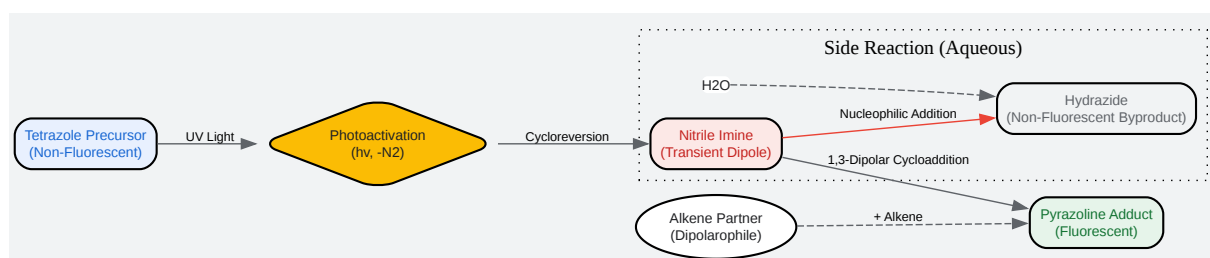 Side Reaction (Aqueous)
H2O
Hydrazide
(Non-Fluorescent Byproduct)
Nucleophilic Addition
Tetrazole Precursor
(Non-Fluorescent)
UV Light
Photoactivation
(hv, -N2)
Cycloreversion
Nitrile Imine
(Transient Dipole)
1,3-Dipolar Cycloaddition
Alkene Partner
(Dipolarophile)
+ Alkene
Pyrazoline Adduct
(Fluorescent)